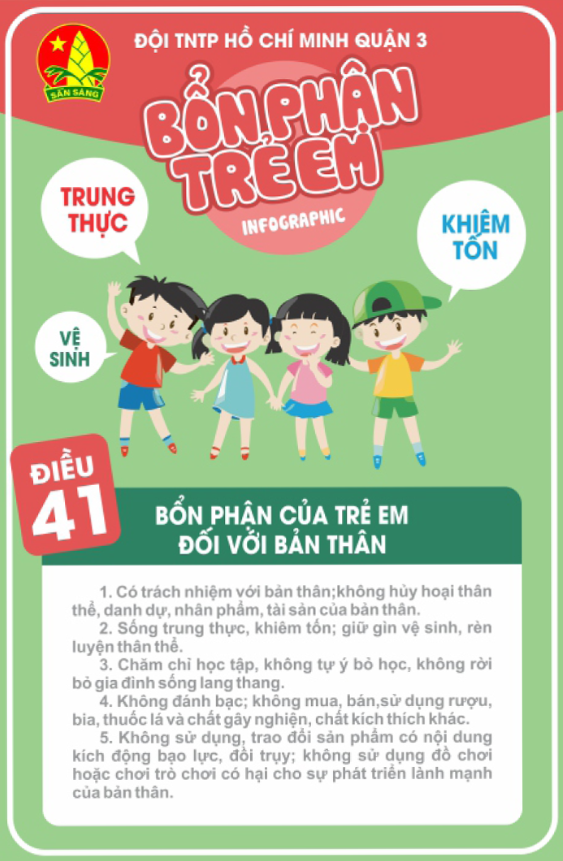 ĐỘI TNTP HỒ CHÍ MINH QUẬN 3
SẴN SÀNG
BỔN PHẬN
TRẺ EM
INFOGRAPHIC
TRUNG
THỰC
KHIÊM
TỐN
VỆ
SINH
ĐIỀU
41
BỔN PHẬN CỦA TRẺ EM
ĐỐI VỚI BẢN THÂN
1. Có trách nhiệm với bản thân;không hủy hoại thân
thể, danh dự, nhân phẩm, tài sản của bản thân.
2. Sống trung thực, khiêm tốn; giữ gìn vệ sinh, rèn
luyện thân thể.
3. Chăm chỉ học tập, không tự ý bỏ học, không rời
bỏ gia đình sống lang thang.
4. Không đánh bạc; không mua, bán,sử dụng rượu,
bia, thuốc lá và chất gây nghiện, chất kích thích khác.
5. Không sử dụng, trao đổi sản phẩm có nội dung
kích động bạo lực, đồi trụy; không sử dụng đồ chơi
hoặc chơi trò chơi có hại cho sự phát triển lành mạnh
của bản thân.